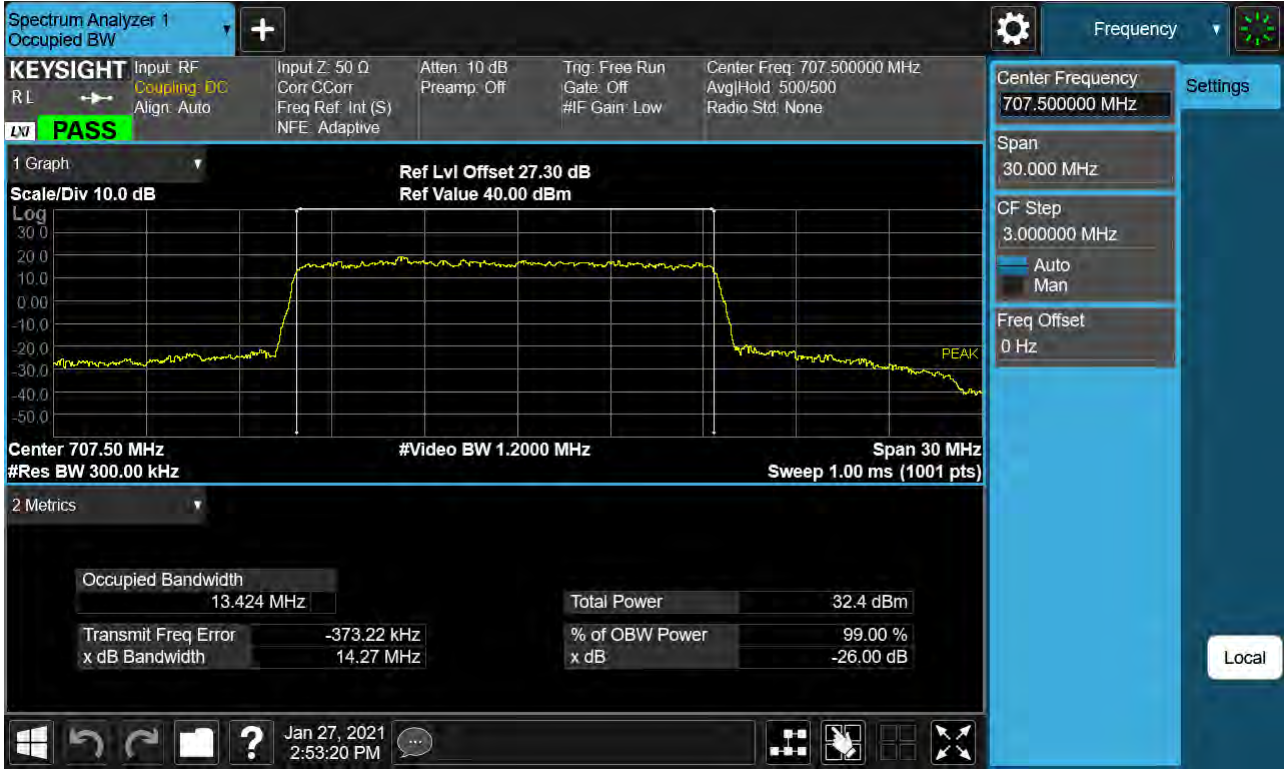 Spectrum Analyzer 1
Occupied BW
+
Frequency
KEYSIGHT
R L
LXI
PASS
Input: RF
Coupling: DC
Align: Auto
Input Z: 50 Ω
Corr CCorr
Freq Ref: Int (S)
NFE: Adaptive
Atten: 10 dB
Preamp: Off
Trig: Free Run
Gate: Off
#IF Gain: Low
Center Freq: 707.500000 MHz
Avg|Hold: 500/500
Radio Std: None
Center Frequency
707.500000 MHz
Settings
Span
30.000 MHz
CF Step
3.000000 MHz
Auto
Man
Freq Offset
0 Hz
Local
1 Graph
Scale/Div 10.0 dB
Ref Lvl Offset 27.30 dB
Ref Value 40.00 dBm
Log
30.0
20.0
10.0
0.00
-10.0
-20.0
-30.0
-40.0
-50.0
PEAK
Center 707.50 MHz
#Video BW 1.2000 MHz
Span 30 MHz
#Res BW 300.00 kHz
Sweep 1.00 ms (1001 pts)
2 Metrics
Occupied Bandwidth
13.424 MHz
Total Power 32.4 dBm
Transmit Freq Error -373.22 kHz
% of OBW Power 99.00 %
x dB Bandwidth 14.27 MHz
x dB -26.00 dB
?
Jan 27, 2021
2:53:20 PM